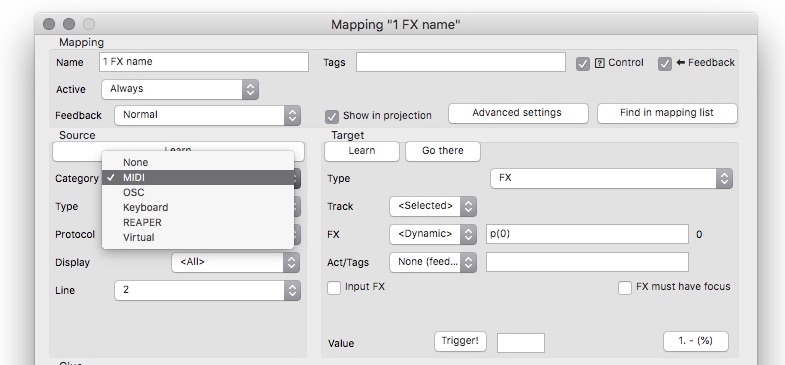 Mapping "1 FX name"
Mapping
Name 1 FX name Tags ? Control Feedback
Active Always
Feedback Normal Show in projection Advanced settings Find in mapping list
Source Target
Learn Learn Go there
None
Category ✓ MIDI Type FX
OSC
Type Keyboard Track <Selected>
REAPER
Protocol Virtual FX <Dynamic> p(0) 0
Display <All> Act/Tags None (feed...
Line 2 Input FX FX must have focus
Value Trigger! 1. - (%)